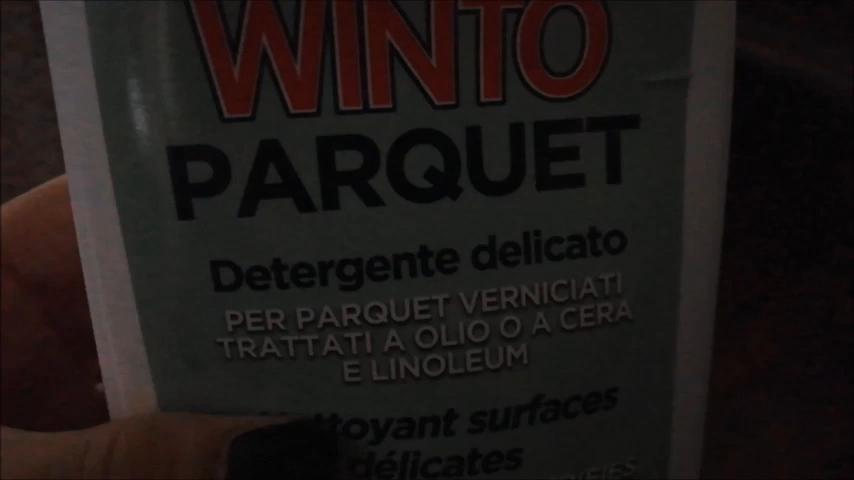 WINTO
PARQUET
Detergente delicato
PER PARQUET VERNICIATI
TRATTATI A OLIO O A CERA
E LINOLEUM
surfaces
délicates